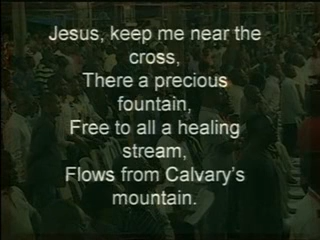 Jesus, keep me near the
cross,
There a precious
fountain,
Free to all a healing
stream,
Flows from Calvary's
mountain.